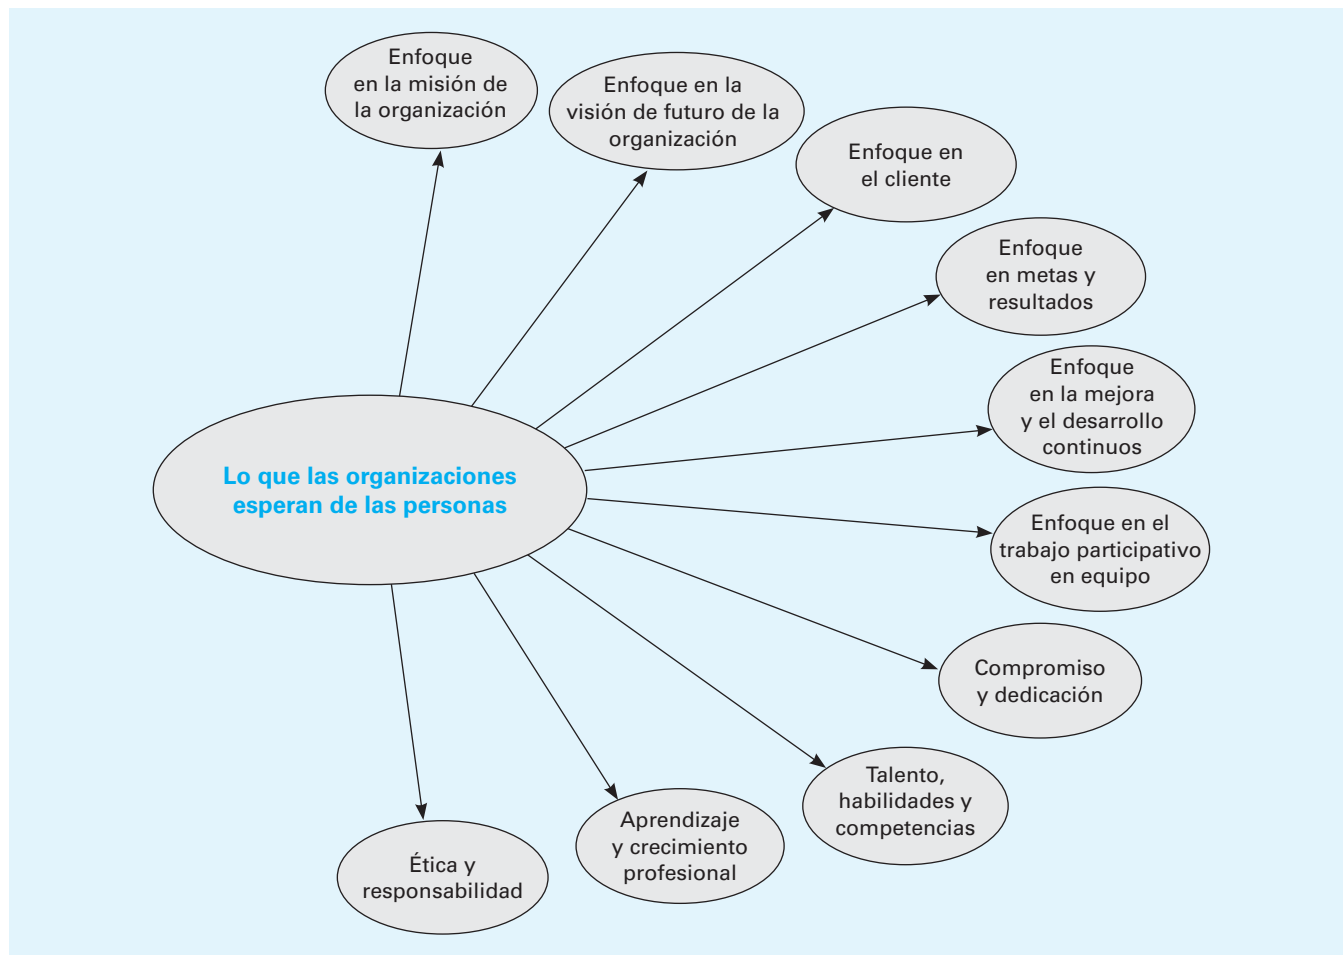 Enfoque
en la misión de
la organización
Enfoque en la
visión de futuro de la
organización
Enfoque en
el cliente
Enfoque
en metas y
resultados
Enfoque
en la mejora
y el desarrollo
continuos
Lo que las organizaciones
esperan de las personas
Enfoque en el
trabajo participativo
en equipo
Compromiso
y dedicación
Talento,
habilidades y
competencias
Aprendizaje
y crecimiento
profesional
Ética y
responsabilidad